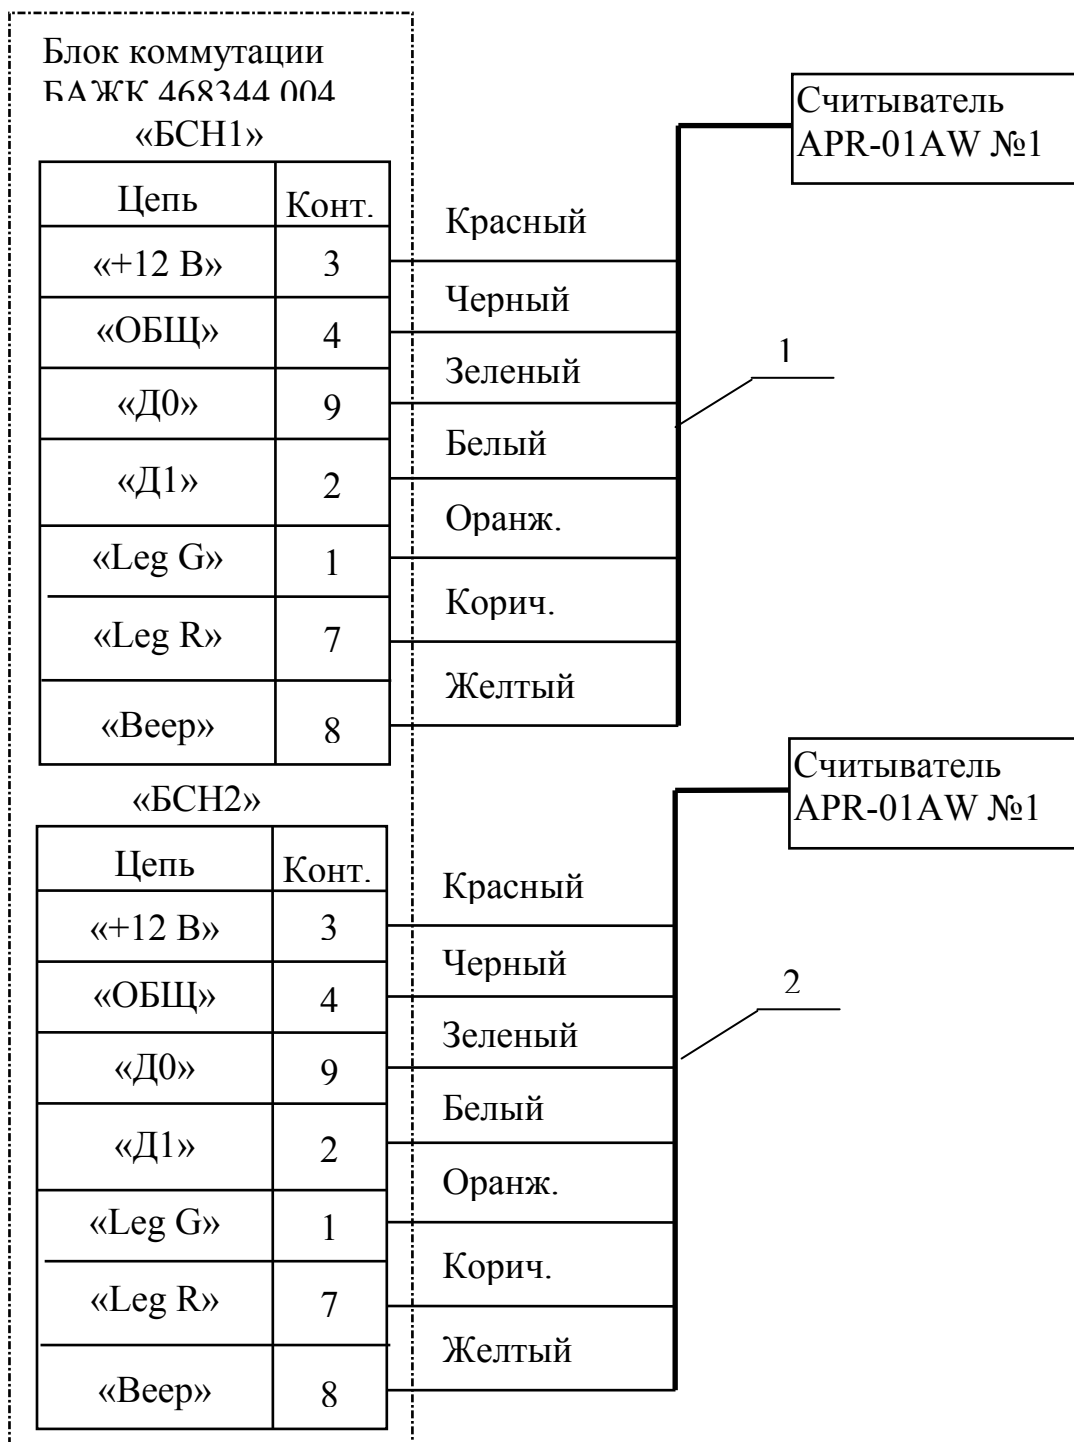 Блок коммутации
БАЖК 468344 004
«БСН1»
Цепь Конт.
«+12 В» 3
«ОБЩ» 4
«Д0» 9
«Д1» 2
«Leg G» 1
«Leg R» 7
«Beep» 8
Красный
Черный
Зеленый
Белый
Оранж.
Корич.
Желтый
Считыватель
APR-01AW №1
1
«БСН2»
Цепь Конт.
«+12 В» 3
«ОБЩ» 4
«Д0» 9
«Д1» 2
«Leg G» 1
«Leg R» 7
«Beep» 8
Красный
Черный
Зеленый
Белый
Оранж.
Корич.
Желтый
Считыватель
APR-01AW №1
2